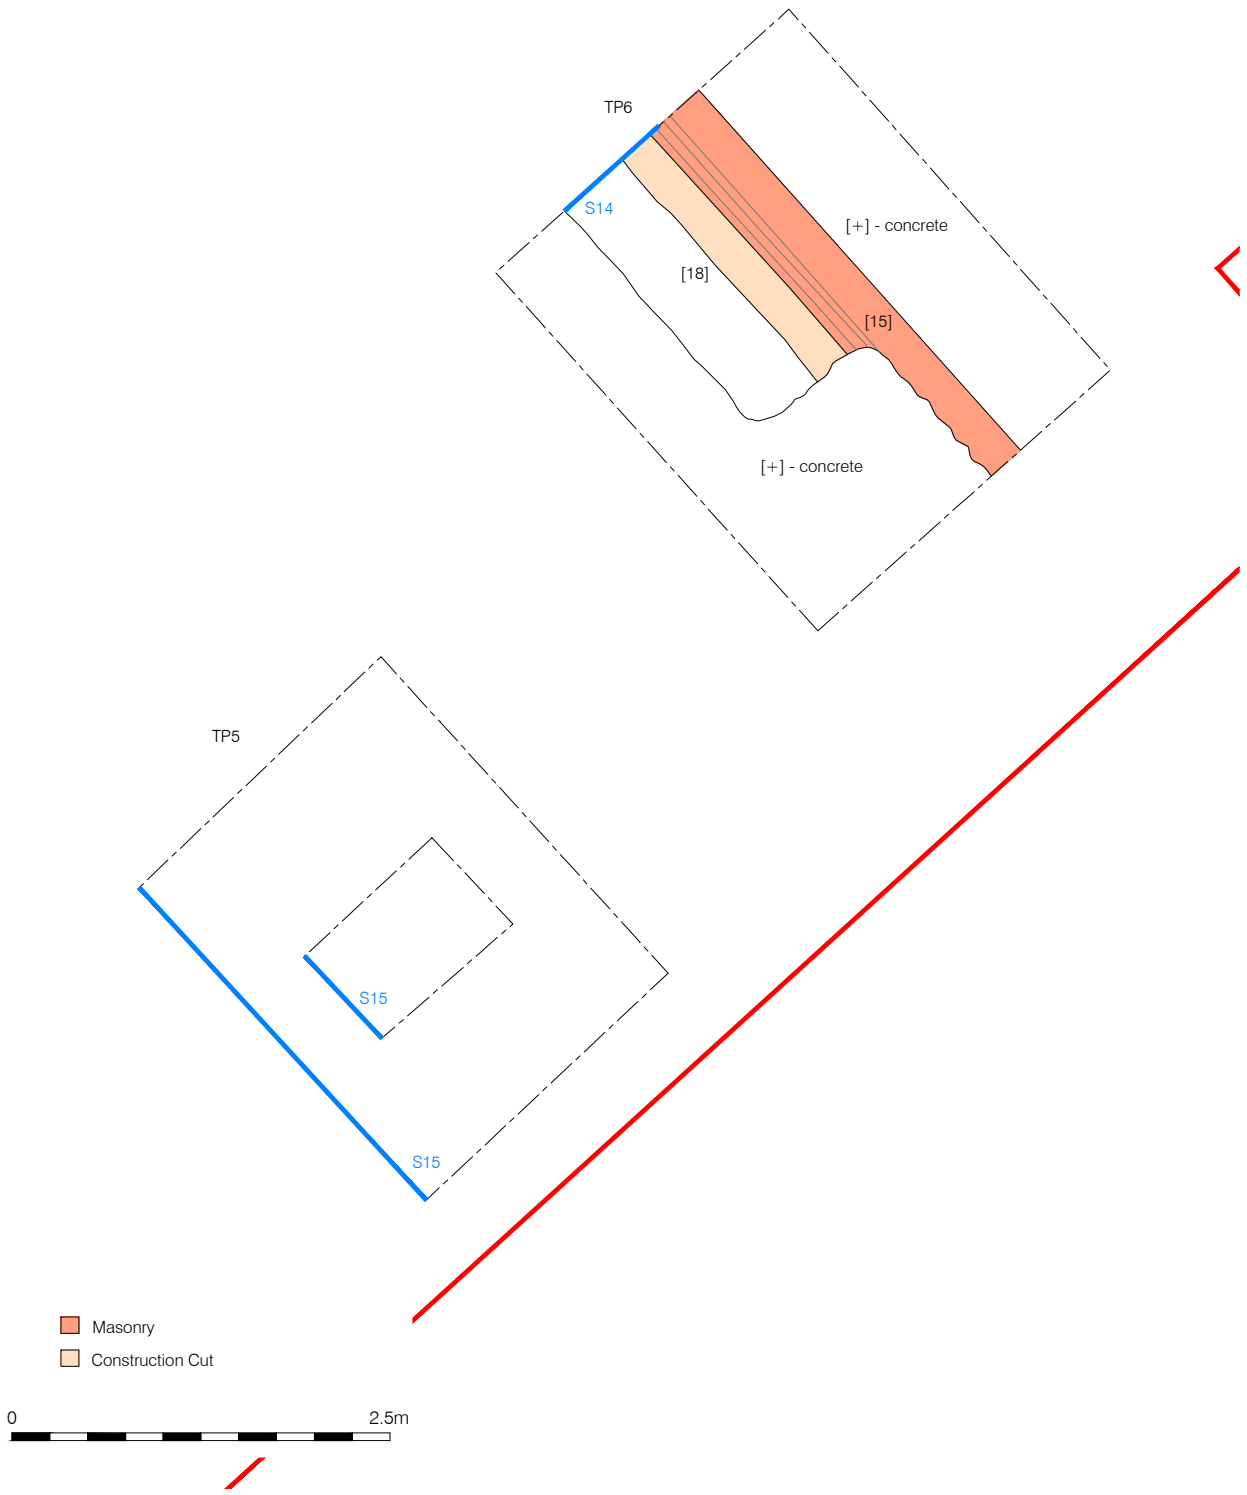 TP6
S14
[+] - concrete
[18]
[15]
[+] - concrete
TP5
S15
S15
Masonry
Construction Cut
0 2.5m